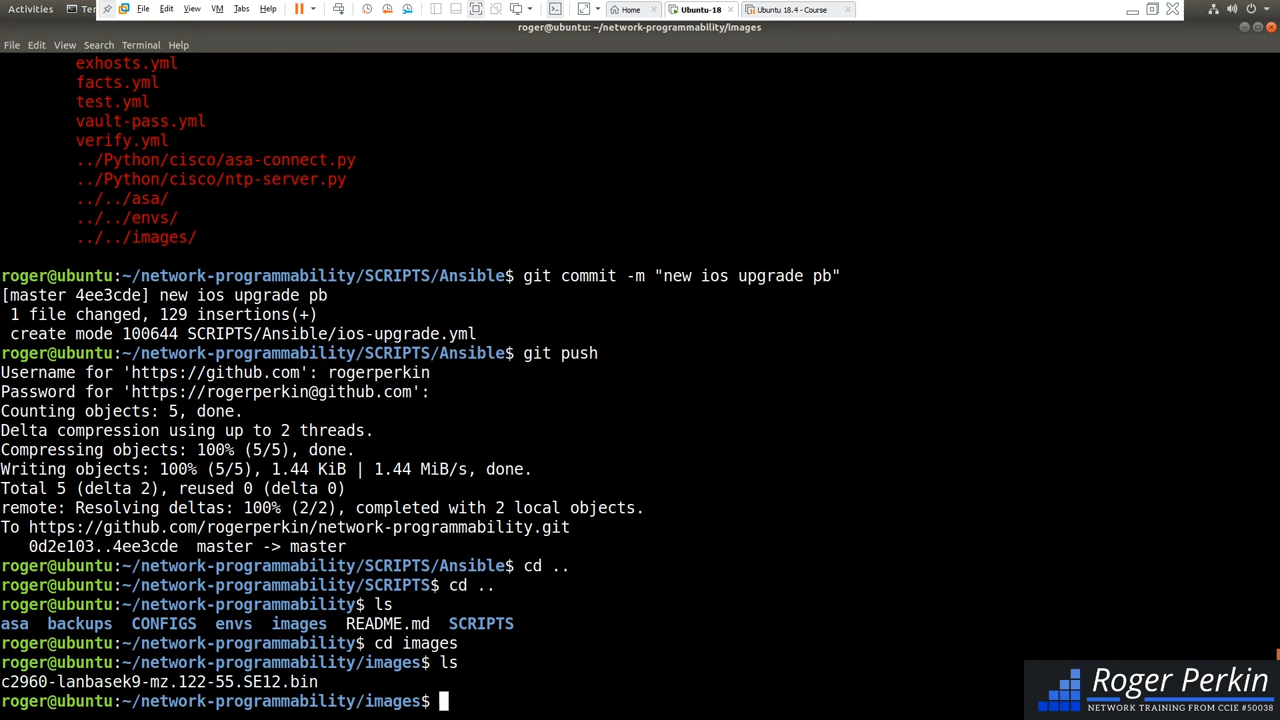 Activities Ter File Edit View VM Tabs Help Home Ubuntu-18 Ubuntu 18.4 - Course
roger@ubuntu: ~/network-programmability/images
File Edit View Search Terminal Help
exhosts.yml
facts.yml
test.yml
vault-pass.yml
verify.yml
../Python/cisco/asa-connect.py
../Python/cisco/ntp-server.py
../../asa/
../../envs/
../../images/
roger@ubuntu:~/network-programmability/SCRIPTS/Ansible$ git commit -m "new ios upgrade pb"
[master 4ee3cde] new ios upgrade pb
1 file changed, 129 insertions(+)
create mode 100644 SCRIPTS/Ansible/ios-upgrade.yml
roger@ubuntu:~/network-programmability/SCRIPTS/Ansible$ git push
Username for 'https://github.com': rogerperkin
Password for 'https://rogerperkin@github.com':
Counting objects: 5, done.
Delta compression using up to 2 threads.
Compressing objects: 100% (5/5), done.
Writing objects: 100% (5/5), 1.44 KiB | 1.44 MiB/s, done.
Total 5 (delta 2), reused 0 (delta 0)
remote: Resolving deltas: 100% (2/2), completed with 2 local objects.
To https://github.com/rogerperkin/network-programmability.git
0d2e103..4ee3cde master -> master
roger@ubuntu:~/network-programmability/SCRIPTS/Ansible$ cd ..
roger@ubuntu:~/network-programmability/SCRIPTS$ cd ..
roger@ubuntu:~/network-programmability$ ls
asa backups CONFIGS envs images README.md SCRIPTS
roger@ubuntu:~/network-programmability$ cd images
roger@ubuntu:~/network-programmability/images$ ls
c2960-lanbasek9-mz.122-55.SE12.bin
roger@ubuntu:~/network-programmability/images$
Roger Perkin
NETWORK TRAINING FROM CCIE #50038